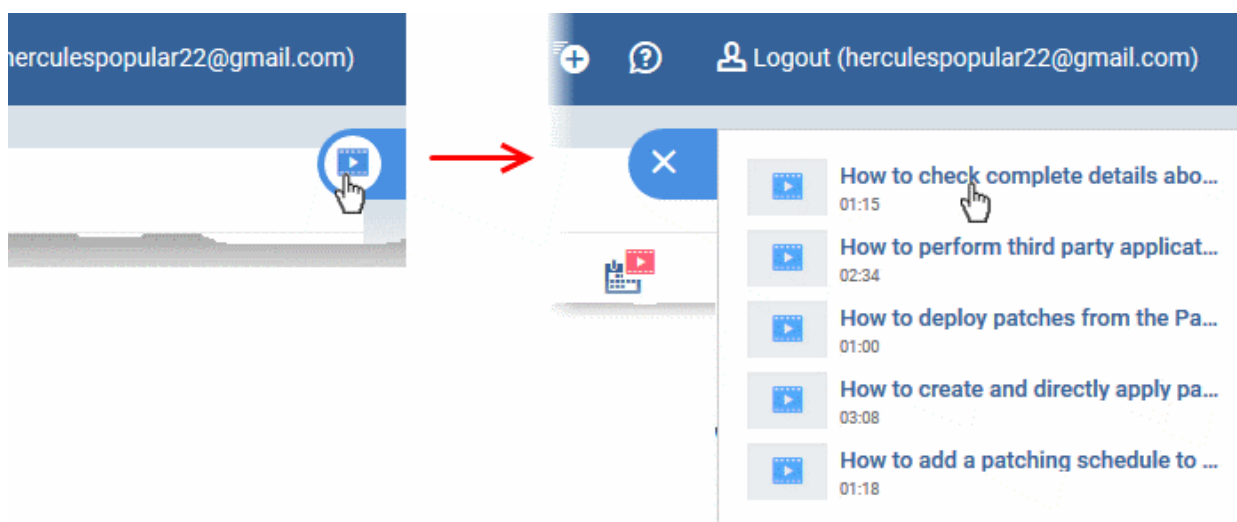 herculespopular22@gmail.com)
Logout (herculespopular22@gmail.com)
How to check complete details abo...
01:15
How to perform third party applicat...
02:34
How to deploy patches from the Pa...
01:00
How to create and directly apply pa...
03:08
How to add a patching schedule to ...
01:18